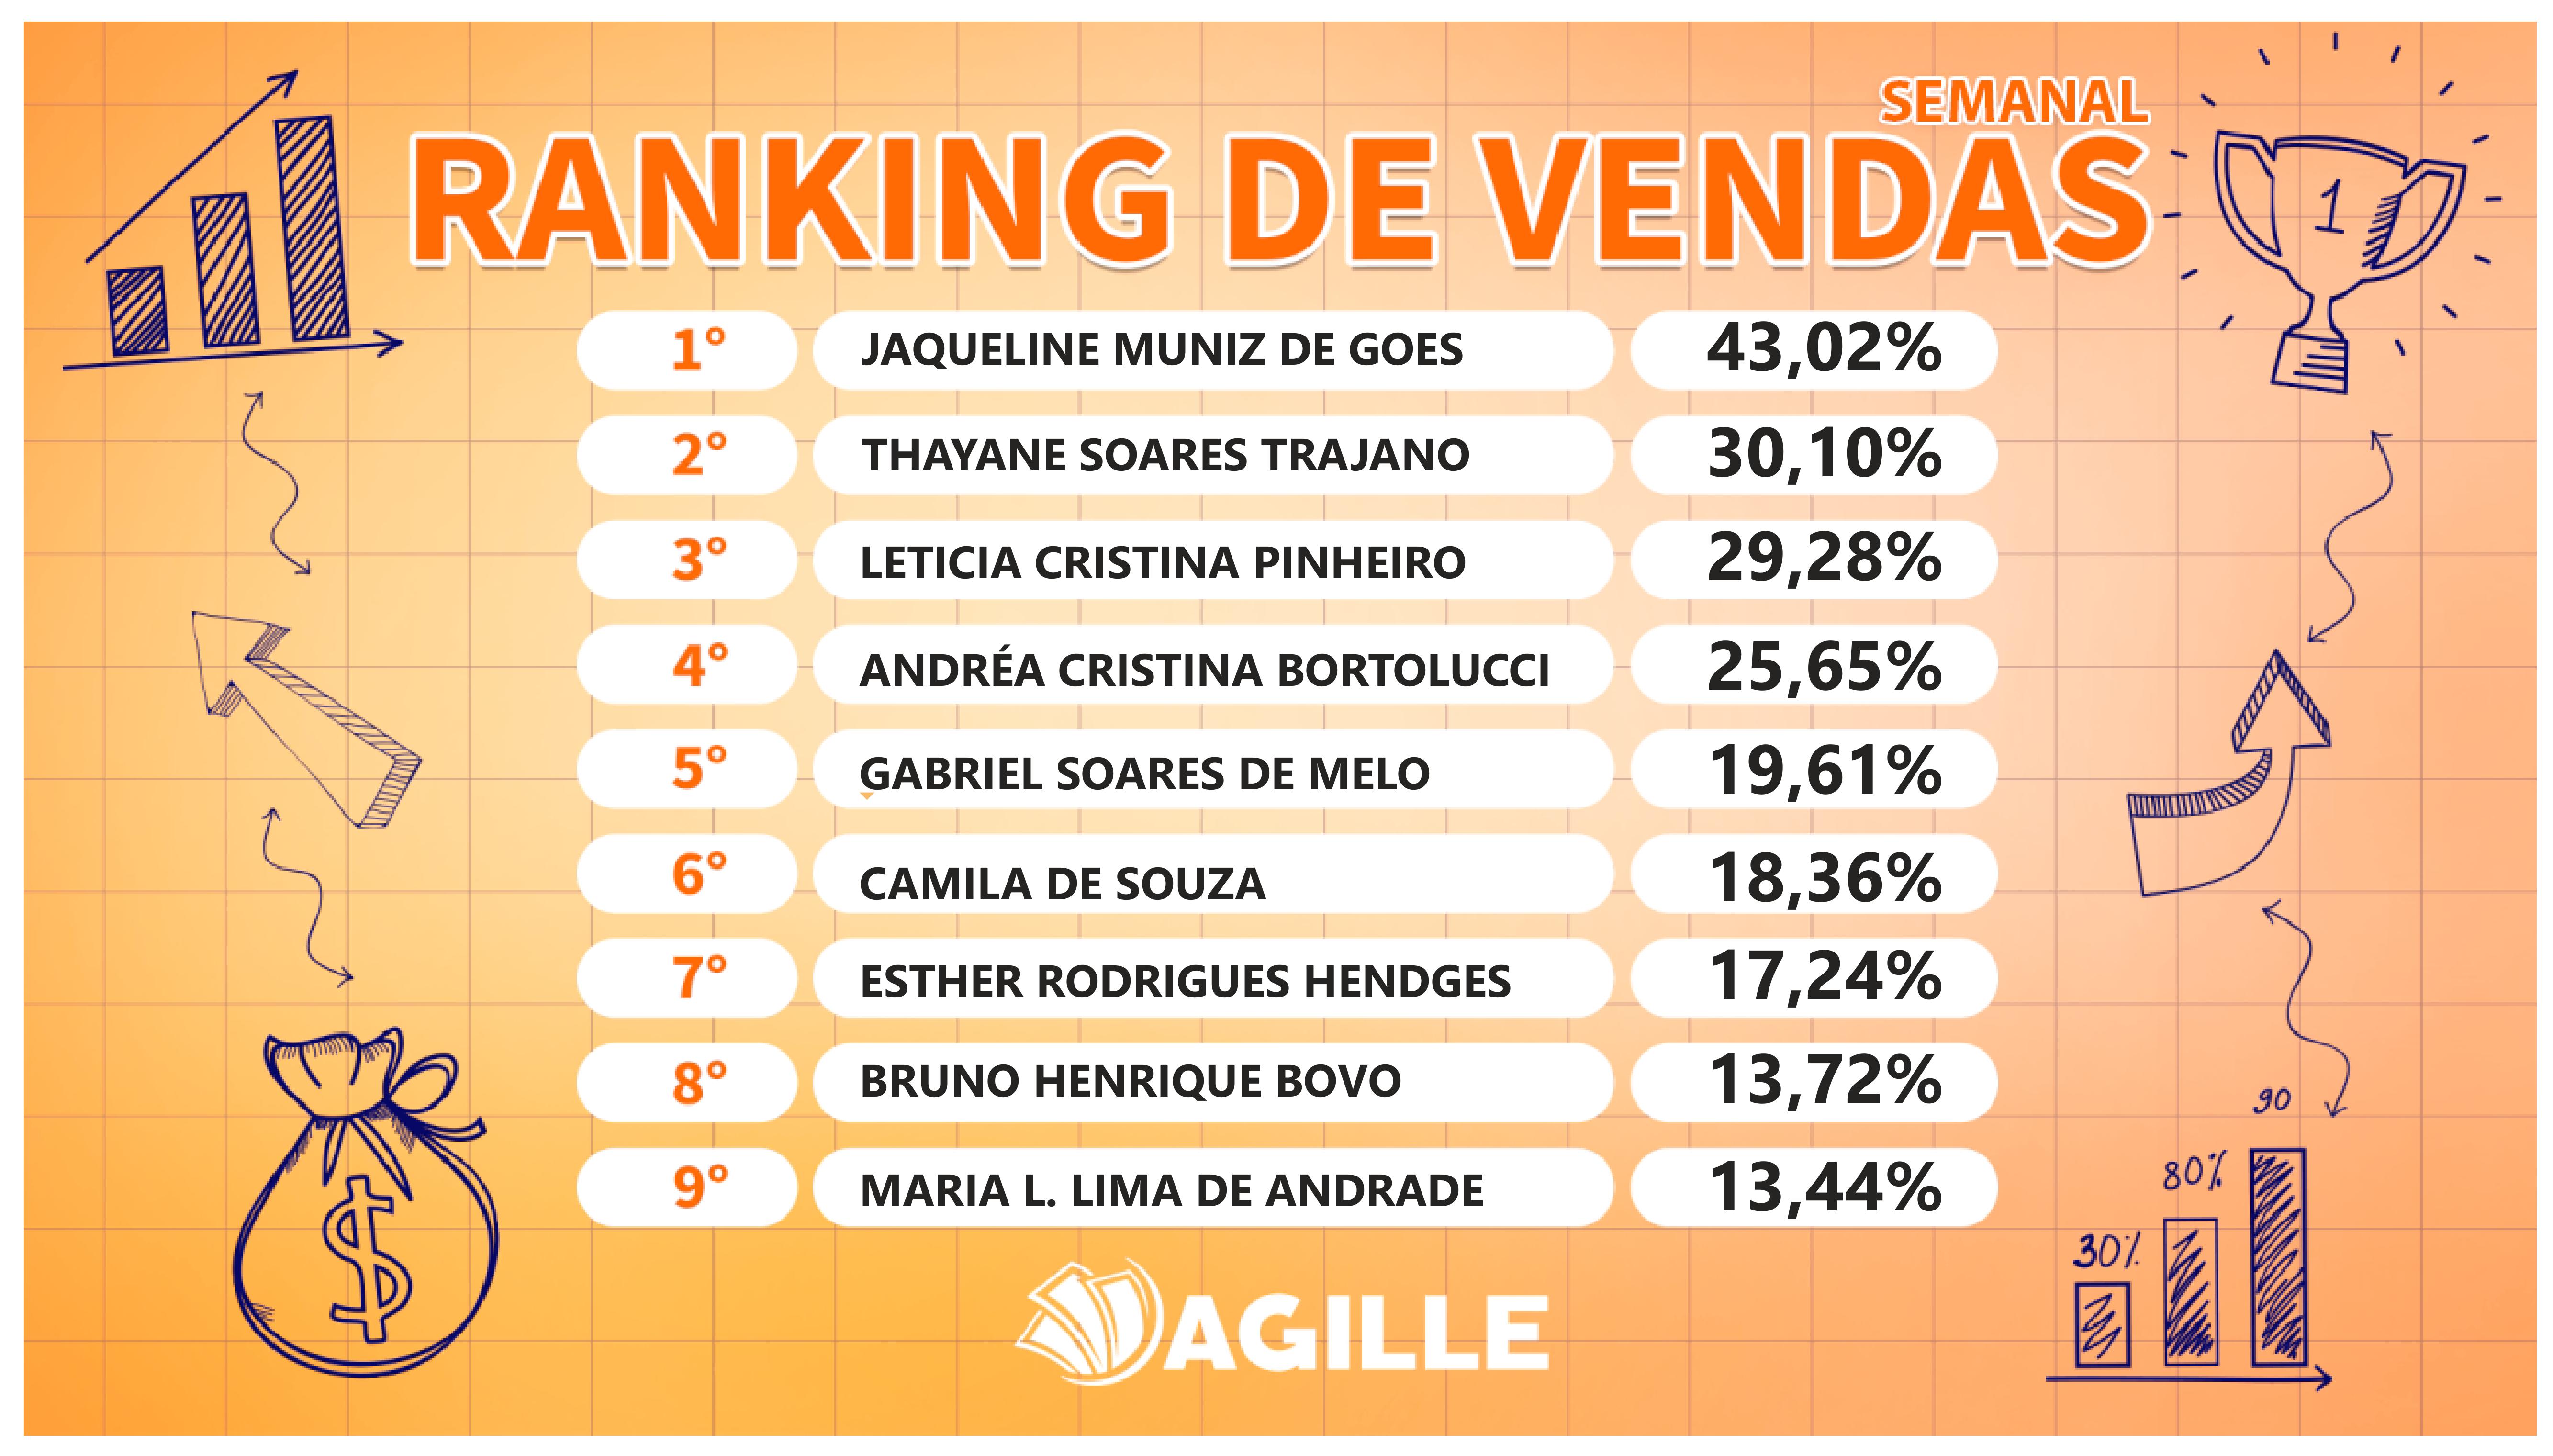 SEMANAL
RANKING DE VENDAS
1
1° JAQUELINE MUNIZ DE GOES 43,02%
2° THAYANE SOARES TRAJANO 30,10%
3° LETICIA CRISTINA PINHEIRO 29,28%
4° ANDRÉA CRISTINA BORTOLUCCI 25,65%
5° GABRIEL SOARES DE MELO 19,61%
6° CAMILA DE SOUZA 18,36%
7° ESTHER RODRIGUES HENDGES 17,24%
8° BRUNO HENRIQUE BOVO 13,72%
9° MARIA L. LIMA DE ANDRADE 13,44%
$
30% 80% 90
AGILLE